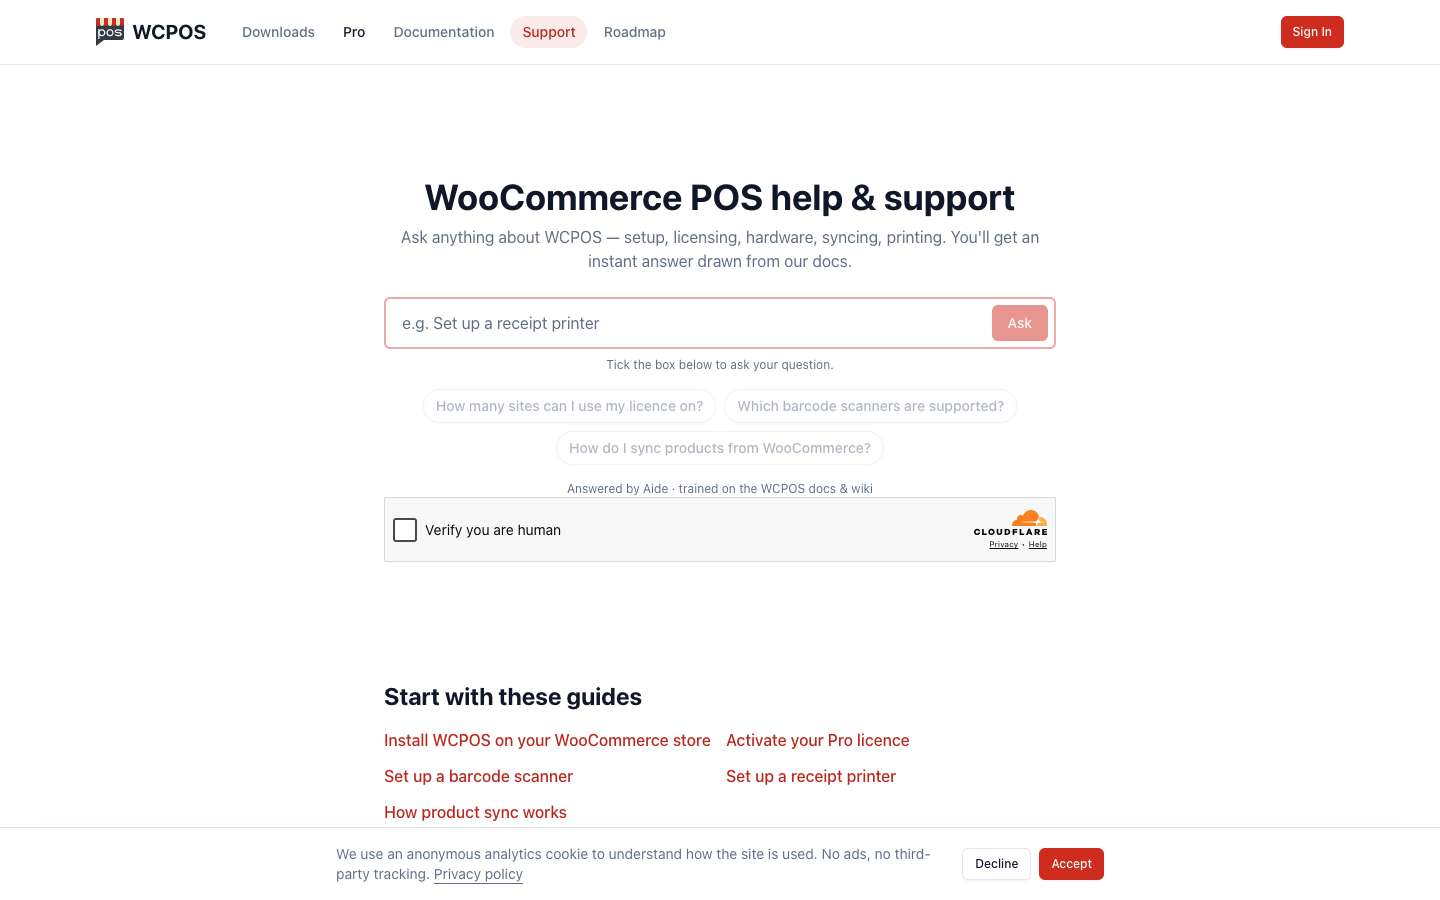 pos WCPOS Downloads Pro Documentation Support Roadmap Sign In
WooCommerce POS help & support
Ask anything about WCPOS — setup, licensing, hardware, syncing, printing. You'll get an
instant answer drawn from our docs.
e.g. Set up a receipt printer Ask
Tick the box below to ask your question.
How many sites can I use my licence on? Which barcode scanners are supported?
How do I sync products from WooCommerce?
Answered by Aide · trained on the WCPOS docs & wiki
Verify you are human
CLOUDFLARE
Privacy · Help
Start with these guides
Install WCPOS on your WooCommerce store Activate your Pro licence
Set up a barcode scanner Set up a receipt printer
How product sync works
We use an anonymous analytics cookie to understand how the site is used. No ads, no third-
party tracking. Privacy policy
Decline Accept